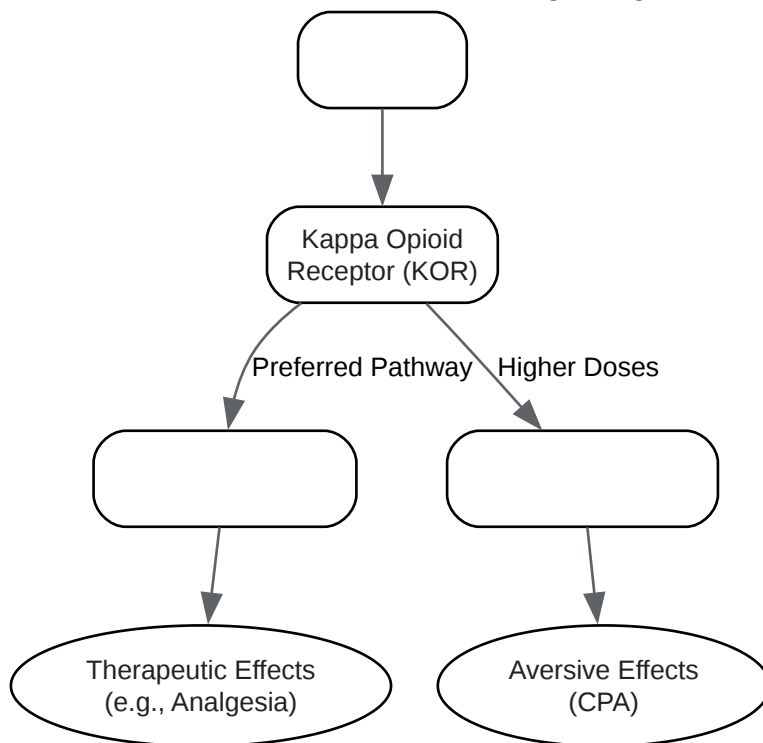 Kappa Opioid
Receptor (KOR)
Preferred Pathway
Higher Doses
Therapeutic Effects
(e.g., Analgesia)
Aversive Effects
(CPA)